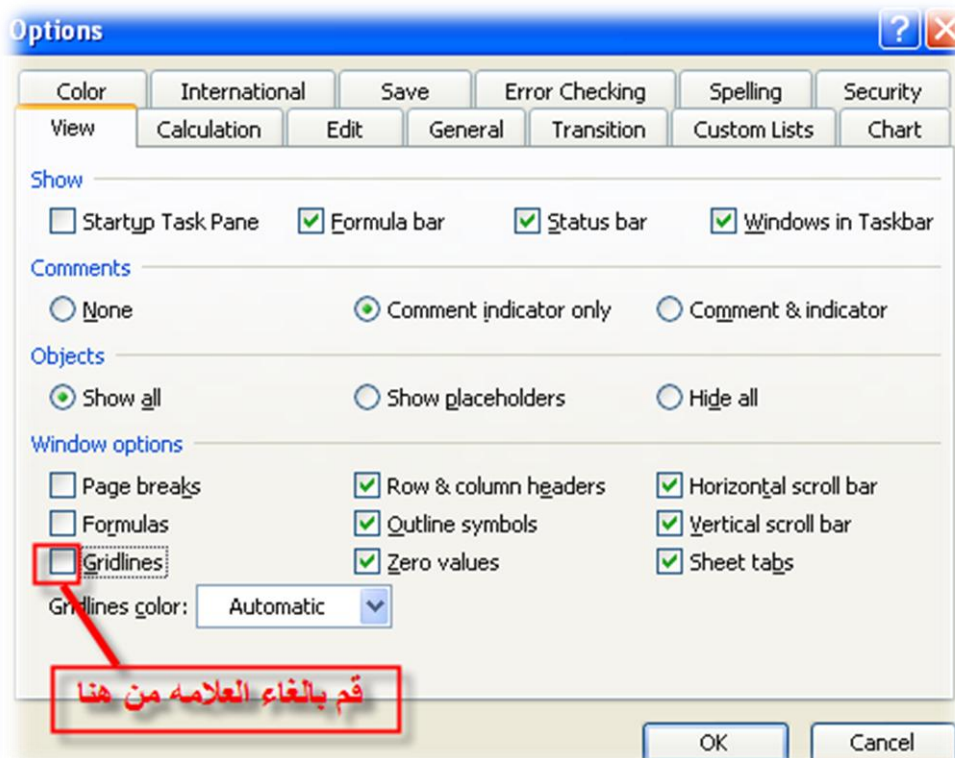 Options
Color International Save Error Checking Spelling Security
View Calculation Edit General Transition Custom Lists Chart
Show
Startup Task Pane Formula bar Status bar Windows in Taskbar
Comments
None Comment indicator only Comment & indicator
Objects
Show all Show placeholders Hide all
Window options
Page breaks Row & column headers Horizontal scroll bar
Formulas Outline symbols Vertical scroll bar
Gridlines Zero values Sheet tabs
Gridlines color: Automatic
قم بالغاء العلامه من هنا
OK Cancel